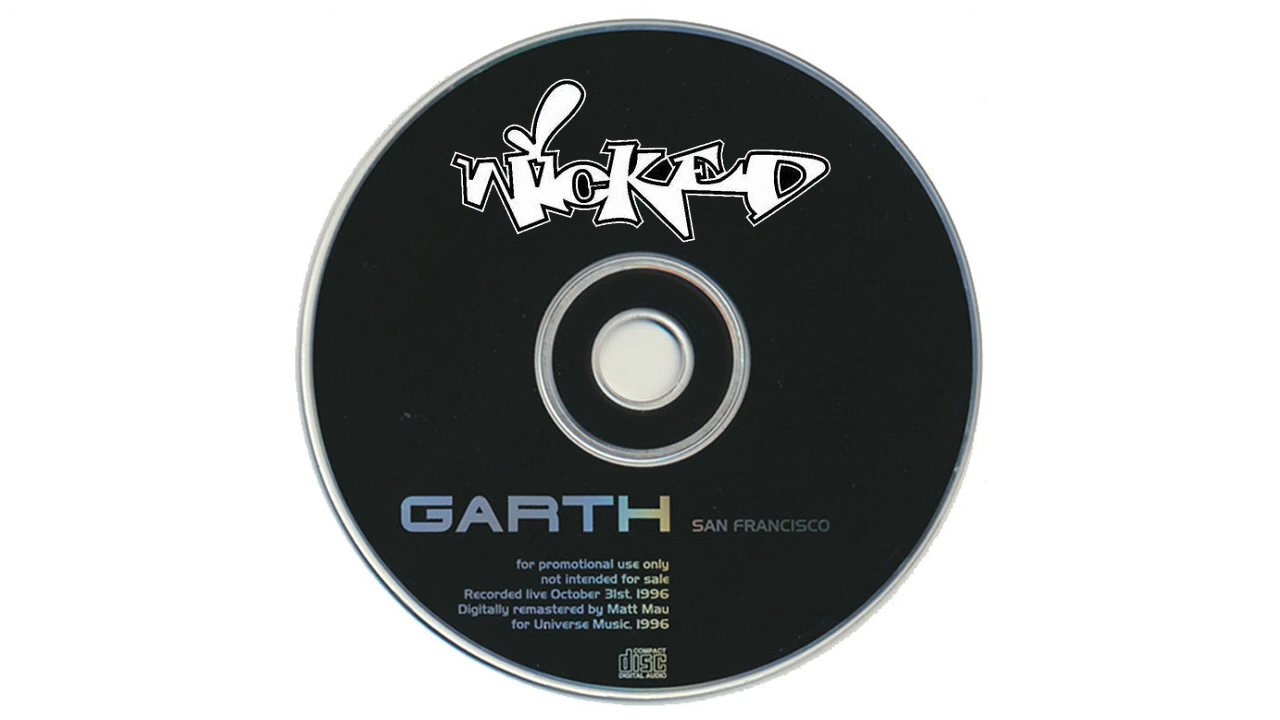 WICKED
GARTH SAN FRANCISCO
for promotional use only
not intended for sale
Recorded live October 31st, 1996
Digitally remastered by Matt Mau
for Universe Music, 1996
COMPACT
disc
DIGITAL AUDIO